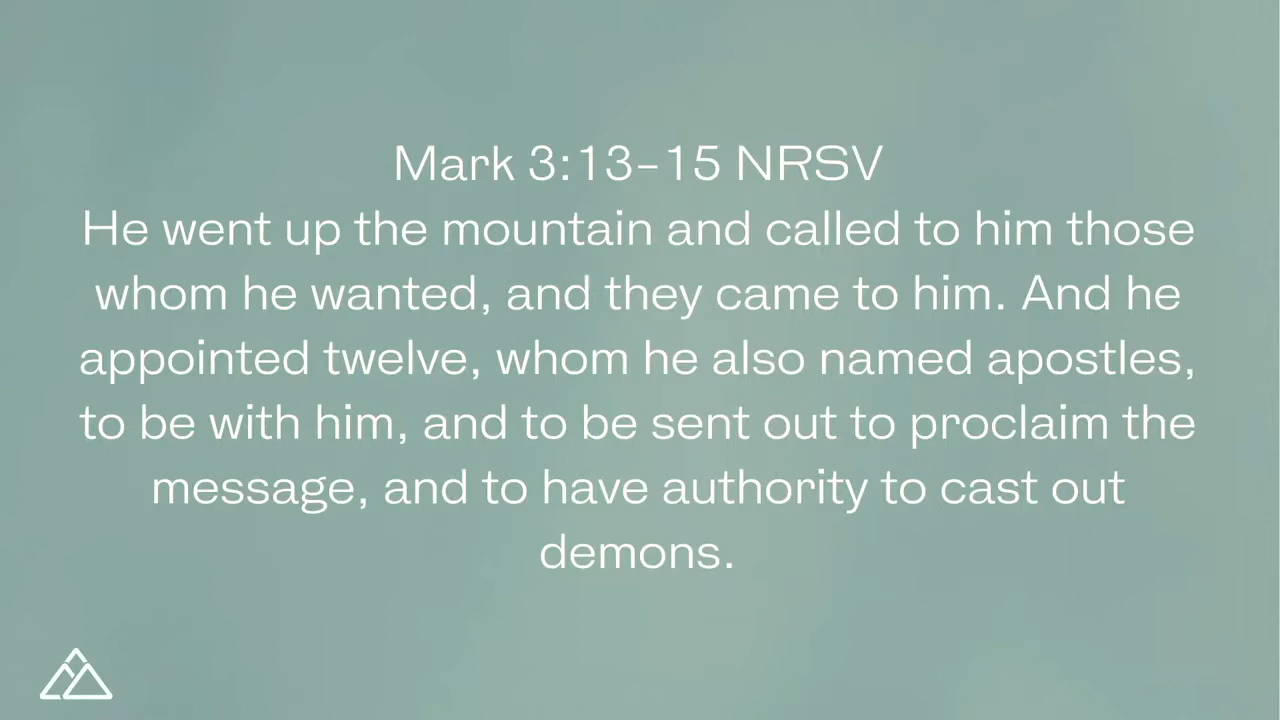 Mark 3:13–15 NRSV
He went up the mountain and called to him those
whom he wanted, and they came to him. And he
appointed twelve, whom he also named apostles,
to be with him, and to be sent out to proclaim the
message, and to have authority to cast out
demons.